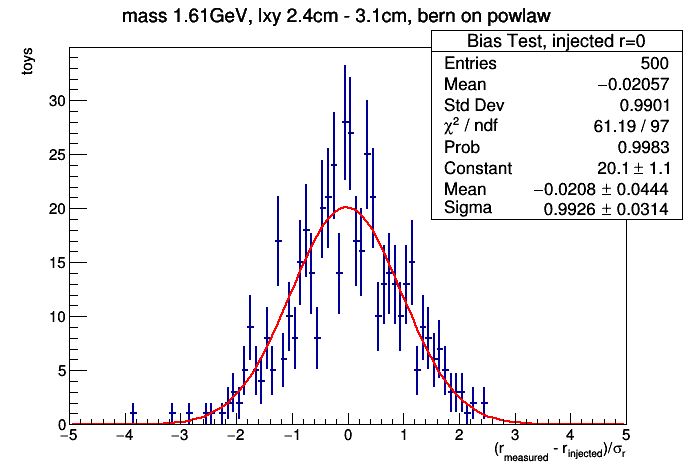 mass 1.61GeV, lxy 2.4cm - 3.1cm, bern on powlaw
Bias Test, injected r=0
Entries 500
Mean −0.02057
Std Dev 0.9901
χ² / ndf 61.19 / 97
Prob 0.9983
Constant 20.1 ± 1.1
Mean −0.0208 ± 0.0444
Sigma 0.9926 ± 0.0314
toys
30
25
20
15
10
5
0
−5 −4 −3 −2 −1 0 1 2 3 4 5
(r_measured - r_injected)/σ_r